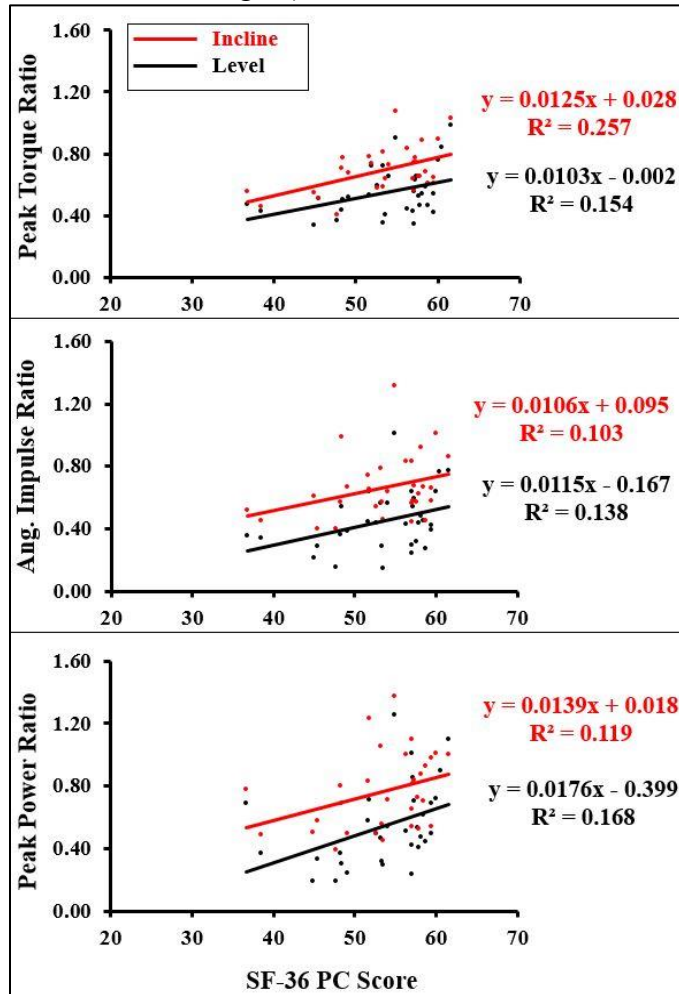 Incline
Level
Peak Torque Ratio
1.60
1.20
0.80
0.40
0.00
20 30 40 50 60 70
y = 0.0125x + 0.028
R² = 0.257
y = 0.0103x - 0.002
R² = 0.154
Ang. Impulse Ratio
1.60
1.20
0.80
0.40
0.00
20 30 40 50 60 70
y = 0.0106x + 0.095
R² = 0.103
y = 0.0115x - 0.167
R² = 0.138
Peak Power Ratio
1.60
1.20
0.80
0.40
0.00
20 30 40 50 60 70
y = 0.0139x + 0.018
R² = 0.119
y = 0.0176x - 0.399
R² = 0.168
SF-36 PC Score